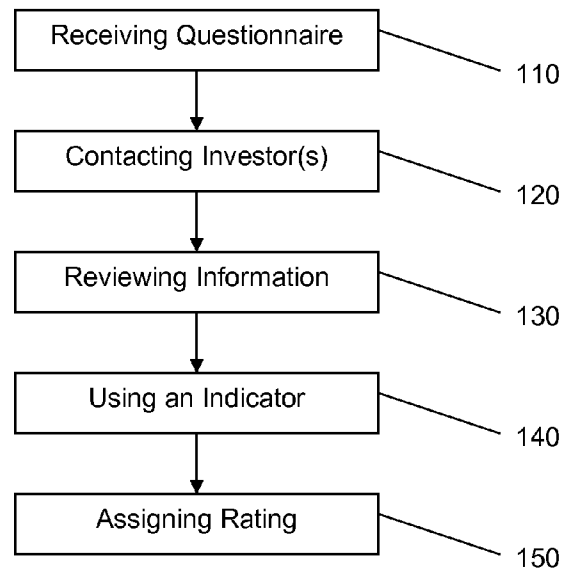 Receiving Questionnaire
110
Contacting Investor(s)
120
Reviewing Information
130
Using an Indicator
140
Assigning Rating
150